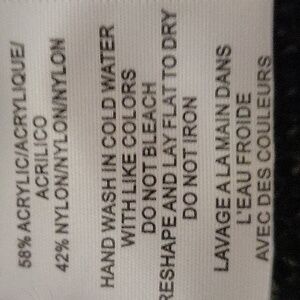 58% ACRYLIC/ACRYLIQUE/
ACRILICO
42% NYLON/NYLON/NYLON
HAND WASH IN COLD WATER
WITH LIKE COLORS
DO NOT BLEACH
RESHAPE AND LAY FLAT TO DRY
DO NOT IRON
LAVAGE A LA MAIN DANS
L'EAU FROIDE
AVEC DES COULEURS